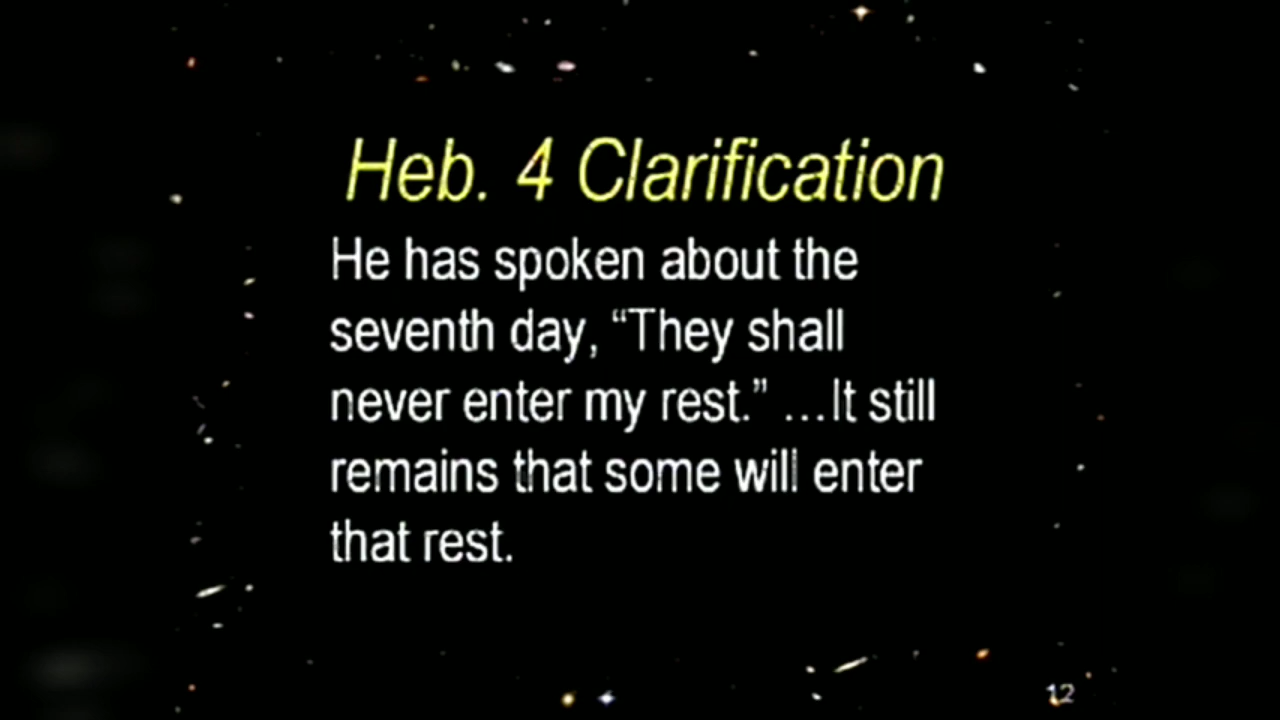 Heb. 4 Clarification
He has spoken about the
seventh day, “They shall
never enter my rest.” …It still
remains that some will enter
that rest.
12